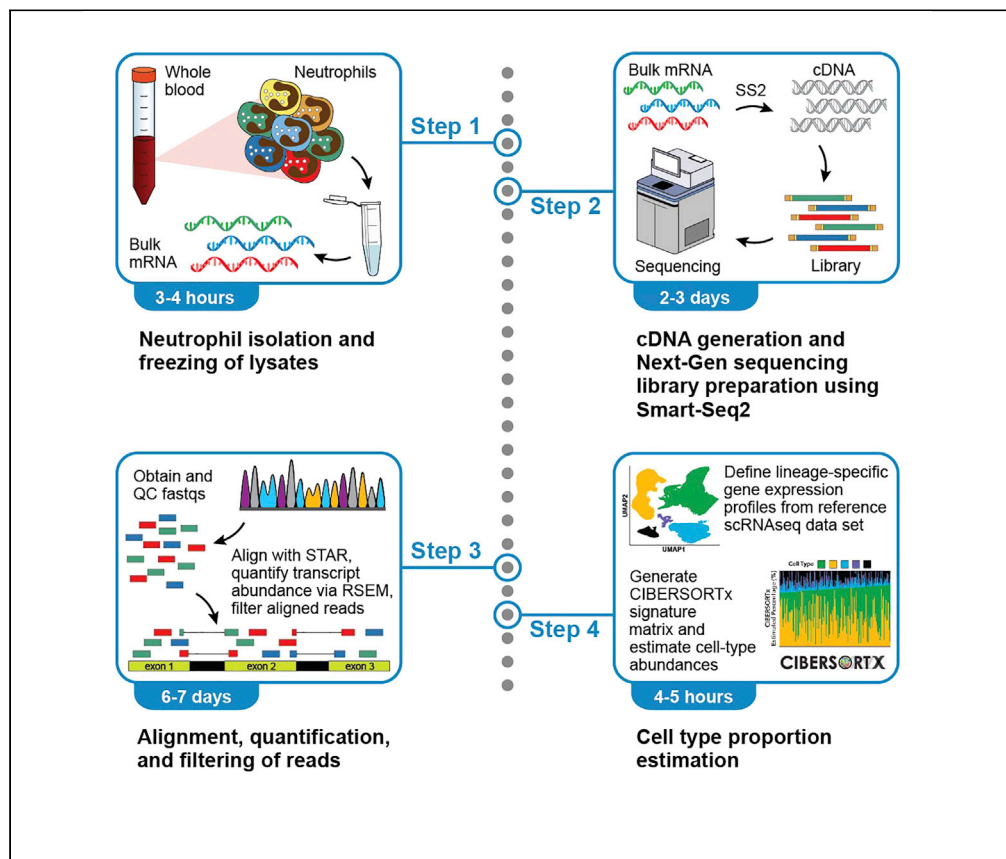 Whole
blood
Neutrophils
Bulk
mRNA
3-4 hours
Step 1
Neutrophil isolation and
freezing of lysates
Bulk mRNA
SS2
cDNA
Sequencing
Library
2-3 days
Step 2
cDNA generation and
Next-Gen sequencing
library preparation using
Smart-Seq2
Obtain and
QC fastqs
Align with STAR,
quantify transcript
abundance via RSEM,
filter aligned reads
exon 1
exon 2
exon 3
6-7 days
Step 3
Alignment, quantification,
and filtering of reads
UMAP2
UMAP1
Define lineage-specific
gene expression
profiles from reference
scRNAseq data set
Generate
CIBERSORTx
signature
matrix and
estimate cell-type
abundances
Cell Type
CIBERSORTx
Estimated Percentage (%)
CIBERSORTX
4-5 hours
Step 4
Cell type proportion
estimation